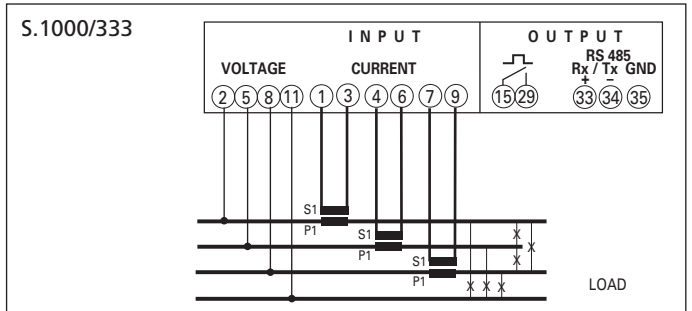 S.1000/333
INPUT
OUTPUT
VOLTAGE
CURRENT
RS 485
Rx / Tx GND
+ −
2 5 8 11 1 3 4 6 7 9
15 29 33 34 35
S1
P1
S1
P1
S1
P1
X
X
X
X X X
LOAD